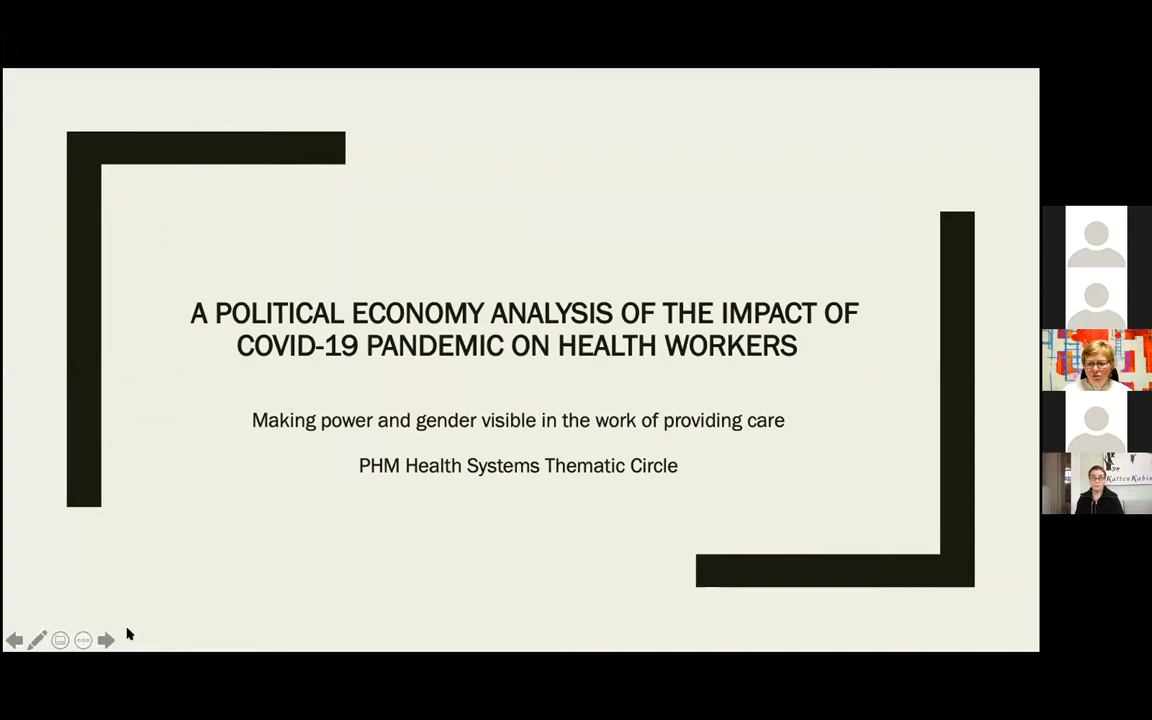 A POLITICAL ECONOMY ANALYSIS OF THE IMPACT OF
COVID-19 PANDEMIC ON HEALTH WORKERS
Making power and gender visible in the work of providing care
PHM Health Systems Thematic Circle